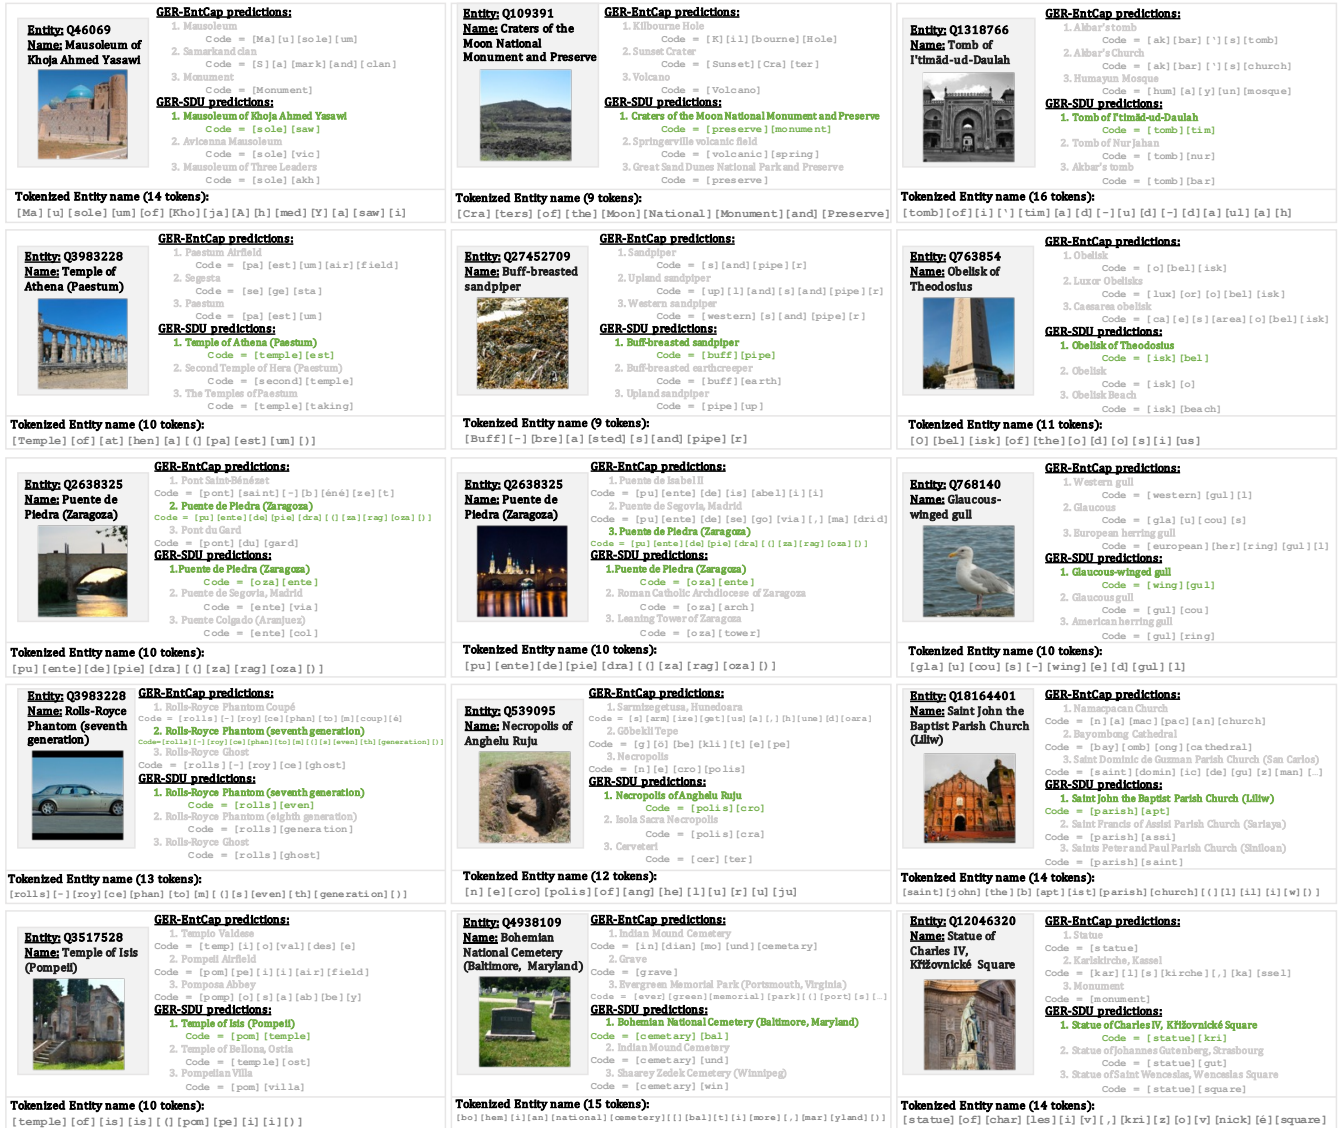 Entity: Q46069
Name: Mausoleum of
Khoja Ahmed Yasawi
GER-EntCap predictions:
1. Mausoleum
Code = [Ma][u][sole][um]
2. Samarkand clan
Code = [S][a][mark][and][clan]
3. Monument
Code = [Monument]
GER-SDU predictions:
1. Mausoleum of Khoja Ahmed Yasawi
Code = [sole][saw]
2. Avicenna Mausoleum
Code = [sole][vic]
3. Mausoleum of Three Leaders
Code = [sole][akh]
Tokenized Entity name (14 tokens):
[Ma][u][sole][um][of][Kho][ja][A][h][med][Y][a][saw][i]
Entity: Q109391
Name: Craters of the
Moon National
Monument and Preserve
GER-EntCap predictions:
1. Kilbourne Hole
Code = [K][il][bourne][Hole]
2. Sunset Crater
Code = [Sunset][Cra][ter]
3. Volcano
Code = [Volcano]
GER-SDU predictions:
1. Craters of the Moon National Monument and Preserve
Code = [preserve][monument]
2. Springerville volcanic field
Code = [volcanic][spring]
3. Great Sand Dunes National Park and Preserve
Code = [preserve]
Tokenized Entity name (9 tokens):
[Cra][ters][of][the][Moon][National][Monument][and][Preserve]
Entity: Q1318766
Name: Tomb of
I'timād-ud-Daulah
GER-EntCap predictions:
1. Akbar's tomb
Code = [ak][bar]['][s][tomb]
2. Akbar's Church
Code = [ak][bar]['][s][church]
3. Humayun Mosque
Code = [hum][a][y][un][mosque]
GER-SDU predictions:
1. Tomb of I'timād-ud-Daulah
Code = [tomb][tim]
2. Tomb of Nur Jahan
Code = [tomb][nur]
3. Akbar's tomb
Code = [tomb][bar]
Tokenized Entity name (16 tokens):
[tomb][of][i]['][tim][a][d][-][u][d][-][d][a][ul][a][h]
Entity: Q3983228
Name: Temple of
Athena (Paestum)
GER-EntCap predictions:
1. Paestum Airfield
Code = [pa][est][um][air][field]
2. Segesta
Code = [se][ge][sta]
3. Paestum
Code = [pa][est][um]
GER-SDU predictions:
1. Temple of Athena (Paestum)
Code = [temple][est]
2. Second Temple of Hera (Paestum)
Code = [second][temple]
3. The Temples of Paestum
Code = [temple][taking]
Tokenized Entity name (10 tokens):
[Temple][of][at][hen][a][(][pa][est][um][)]
Entity: Q27452709
Name: Buff-breasted
sandpiper
GER-EntCap predictions:
1. Sandpiper
Code = [s][and][pipe][r]
2. Upland sandpiper
Code = [up][l][and][s][and][pipe][r]
3. Western sandpiper
Code = [western][s][and][pipe][r]
GER-SDU predictions:
1. Buff-breasted sandpiper
Code = [buff][pipe]
2. Buff-breasted earthcreeper
Code = [buff][earth]
3. Upland sandpiper
Code = [pipe][up]
Tokenized Entity name (9 tokens):
[Buff][-][bre][a][sted][s][and][pipe][r]
Entity: Q763854
Name: Obelisk of
Theodosius
GER-EntCap predictions:
1. Obelisk
Code = [o][bel][isk]
2. Luxor Obelisks
Code = [lux][or][o][bel][isk]
3. Caesarea obelisk
Code = [ca][e][s][area][o][bel][isk]
GER-SDU predictions:
1. Obelisk of Theodosius
Code = [isk][bel]
2. Obelisk
Code = [isk][o]
3. Obelisk Beach
Code = [isk][beach]
Tokenized Entity name (11 tokens):
[O][bel][isk][of][the][o][d][o][s][i][us]
Entity: Q2638325
Name: Puente de
Piedra (Zaragoza)
GER-EntCap predictions:
1. Pont Saint-Bénézet
Code = [pont][saint][-][b][éné][ze][t]
2. Puente de Piedra (Zaragoza)
Code = [pu][ente][de][pie][dra][(][za][rag][oza][)]
3. Pont du Gard
Code = [pont][du][gard]
GER-SDU predictions:
1.Puente de Piedra (Zaragoza)
Code = [oza][ente]
2. Puente de Segovia, Madrid
Code = [ente][via]
3. Puente Colgado (Aranjuez)
Code = [ente][col]
Tokenized Entity name (10 tokens):
[pu][ente][de][pie][dra][(][za][rag][oza][)]
Entity: Q2638325
Name: Puente de
Piedra (Zaragoza)
GER-EntCap predictions:
1. Puente de Isabel II
Code = [pu][ente][de][is][abel][i][i]
2. Puente de Segovia, Madrid
Code = [pu][ente][de][se][go][via][,][ma][drid]
3. Puente de Piedra (Zaragoza)
Code = [pu][ente][de][pie][dra][(][za][rag][oza][)]
GER-SDU predictions:
1.Puente de Piedra (Zaragoza)
Code = [oza][ente]
2. Roman Catholic Archdiocese of Zaragoza
Code = [oza][arch]
3. Leaning Tower of Zaragoza
Code = [oza][tower]
Tokenized Entity name (10 tokens):
[pu][ente][de][pie][dra][(][za][rag][oza][)]
Entity: Q768140
Name: Glaucous-
winged gull
GER-EntCap predictions:
1. Western gull
Code = [western][gul][l]
2. Glaucous
Code = [gla][u][cou][s]
3. European herring gull
Code = [european][her][ring][gul][l]
GER-SDU predictions:
1. Glaucous-winged gull
Code = [wing][gul]
2. Glaucous gull
Code = [gul][cou]
3. American herring gull
Code = [gul][ring]
Tokenized Entity name (10 tokens):
[gla][u][cou][s][-][wing][e][d][gul][l]
Entity: Q3983228
Name: Rolls-Royce
Phantom (seventh
generation)
GER-EntCap predictions:
1. Rolls-Royce Phantom Coupé
Code = [rolls][-][roy][ce][phan][to][m][coup][é]
2. Rolls-Royce Phantom (seventh generation)
Code=[rolls][-][roy][ce][phan][to][m][(][s][even][th][generation][)]
3. Rolls-Royce Ghost
Code = [rolls][-][roy][ce][ghost]
GER-SDU predictions:
1. Rolls-Royce Phantom (seventh generation)
Code = [rolls][even]
2. Rolls-Royce Phantom (eighth generation)
Code = [rolls][generation]
3. Rolls-Royce Ghost
Code = [rolls][ghost]
Tokenized Entity name (13 tokens):
[rolls][-][roy][ce][phan][to][m][(][s][even][th][generation][)]
Entity: Q539095
Name: Necropolis of
Anghelu Ruju
GER-EntCap predictions:
1. Sarmizegetusa, Hunedoara
Code = [s][arm][ize][get][us][a][,][h][une][d][oara]
2. Göbekli Tepe
Code = [g][ö][be][kli][t][e][pe]
3. Necropolis
Code = [n][e][cro][polis]
GER-SDU predictions:
1. Necropolis of Anghelu Ruju
Code = [polis][cro]
2. Isola Sacra Necropolis
Code = [polis][cra]
3. Cerveteri
Code = [cer][ter]
Tokenized Entity name (12 tokens):
[n][e][cro][polis][of][ang][he][l][u][r][u][ju]
Entity: Q18164401
Name: Saint John the
Baptist Parish Church
(Liliw)
GER-EntCap predictions:
1. Namacpacan Church
Code = [n][a][mac][pac][an][church]
2. Bayombong Cathedral
Code = [bay][omb][ong][cathedral]
3. Saint Dominic de Guzman Parish Church (San Carlos)
Code = [saint][domin][ic][de][gu][z][man][…]
GER-SDU predictions:
1. Saint John the Baptist Parish Church (Liliw)
Code = [parish][apt]
2. Saint Francis of Assisi Parish Church (Sariaya)
Code = [parish][assi]
3. Saints Peter and Paul Parish Church (Siniloan)
Code = [parish][saint]
Tokenized Entity name (14 tokens):
[saint][john][the][b][apt][ist][parish][church][(][l][il][i][w][)]
Entity: Q3517528
Name: Temple of Isis
(Pompeii)
GER-EntCap predictions:
1. Tempio Valdese
Code = [temp][i][o][val][des][e]
2. Pompeii Airfield
Code = [pom][pe][i][i][air][field]
3. Pomposa Abbey
Code = [pomp][o][s][a][ab][be][y]
GER-SDU predictions:
1. Temple of Isis (Pompeii)
Code = [pom][temple]
2. Temple of Bellona, Ostia
Code = [temple][ost]
3. Pompeiian Villa
Code = [pom][villa]
Tokenized Entity name (10 tokens):
[temple][of][is][is][(][pom][pe][i][i][)]
Entity: Q4938109
Name: Bohemian
National Cemetery
(Baltimore, Maryland)
GER-EntCap predictions:
1. Indian Mound Cemetery
Code = [in][dian][mo][und][cemetary]
2. Grave
Code = [grave]
3. Evergreen Memorial Park (Portsmouth, Virginia)
Code = [ever][green][memorial][park][(][port][s][…]
GER-SDU predictions:
1. Bohemian National Cemetery (Baltimore, Maryland)
Code = [cemetary][bal]
2. Indian Mound Cemetery
Code = [cemetary][und]
3. Shaarey Zedek Cemetery (Winnipeg)
Code = [cemetary][win]
Tokenized Entity name (15 tokens):
[bo][hem][i][an][national][cemetery][[][bal][t][i][more][,][mar][yland][)]
Entity: Q12046320
Name: Statue of
Charles IV,
Křižovnické Square
GER-EntCap predictions:
1. Statue
Code = [statue]
2. Karlskirche, Kassel
Code = [kar][l][s][kirche][,][ka][ssel]
3. Monument
Code = [monument]
GER-SDU predictions:
1. Statue of Charles IV, Křižovnické Square
Code = [statue][kri]
2. Statue of Johannes Gutenberg, Strasbourg
Code = [statue][gut]
3. Statue of Saint Wenceslas, Wenceslas Square
Code = [statue][square]
Tokenized Entity name (14 tokens):
[statue][of][char][les][i][v][,][kri][z][o][v][nick][é][square]